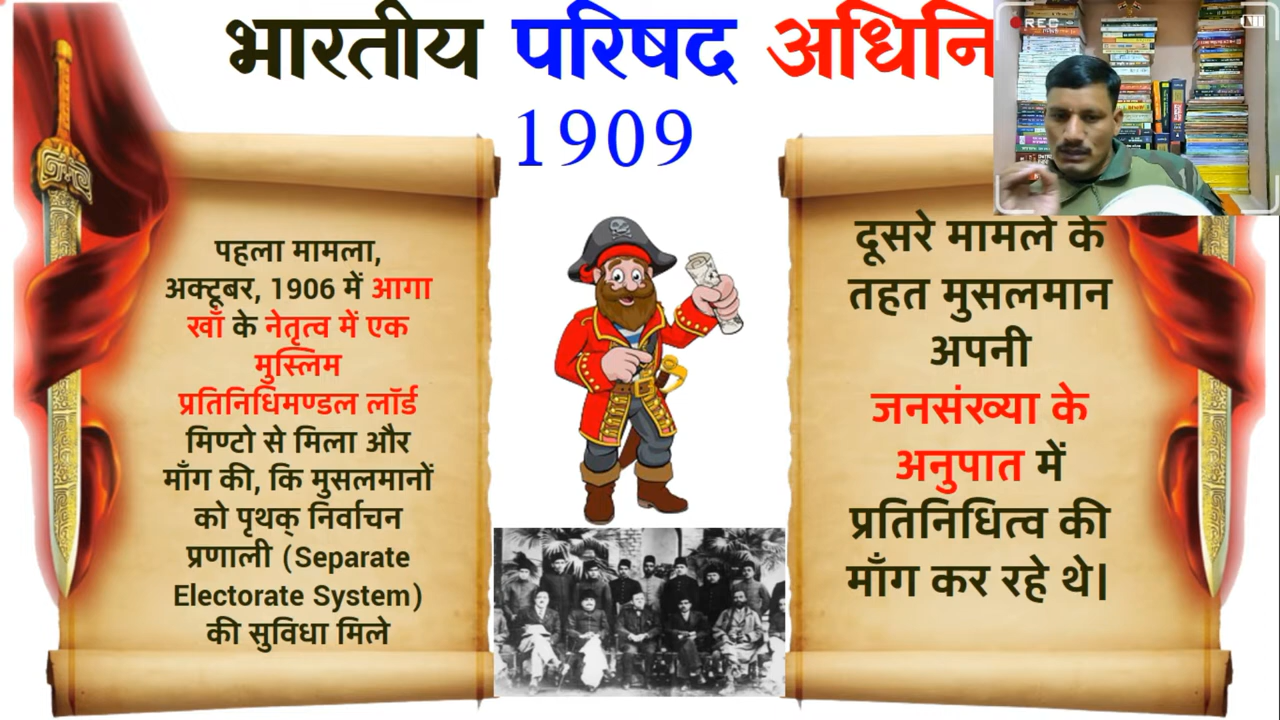 भारतीय परिषद अधिनि
1909
REC
पहला मामला,
अक्टूबर, 1906 में आगा
खाँ के नेतृत्व में एक
मुस्लिम
प्रतिनिधिमण्डल लॉर्ड
मिण्टो से मिला और
माँग की, कि मुसलमानों
को पृथक् निर्वाचन
प्रणाली (Separate
Electorate System)
की सुविधा मिले
दूसरे मामले के
तहत मुसलमान
अपनी
जनसंख्या के
अनुपात में
प्रतिनिधित्व की
माँग कर रहे थे।